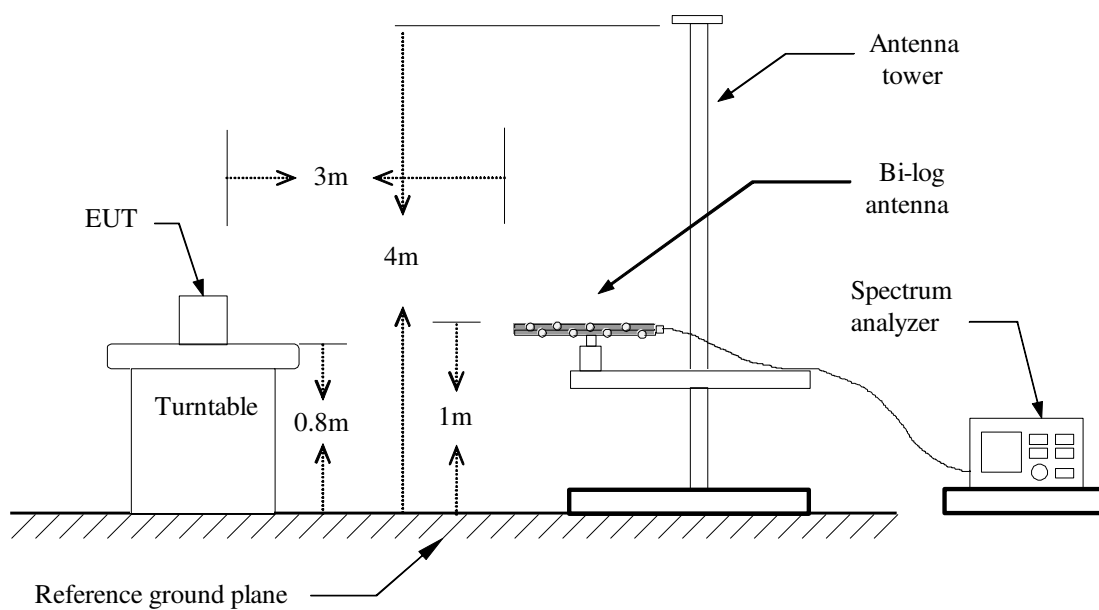 Antenna
tower
3m
Bi-log
antenna
EUT
4m
Spectrum
analyzer
Turntable
0.8m
1m
Reference ground plane